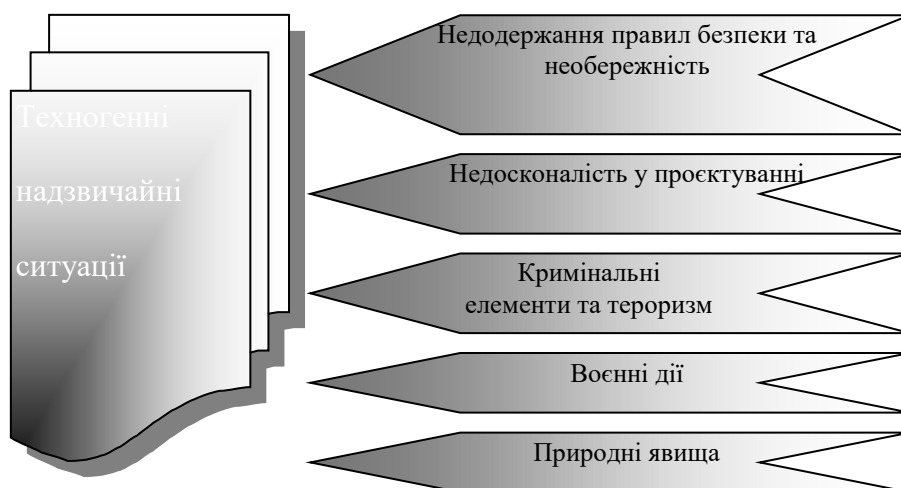 Техногенні
надзвичайні
ситуації
Недодержання правил безпеки та
необережність
Недосконалість у проєктуванні
Кримінальні
елементи та тероризм
Воєнні дії
Природні явища